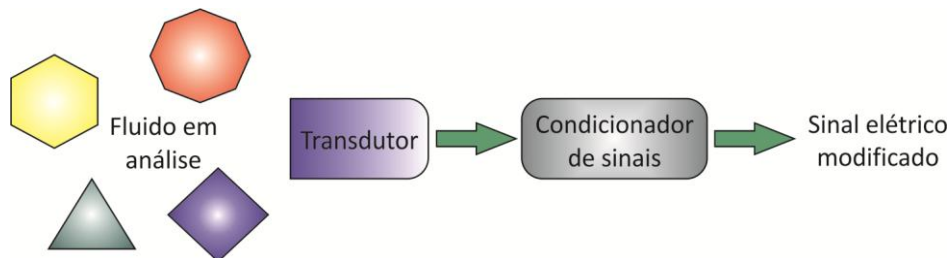 Fluido em
análise
Transdutor
Condicionador
de sinais
Sinal elétrico
modificado